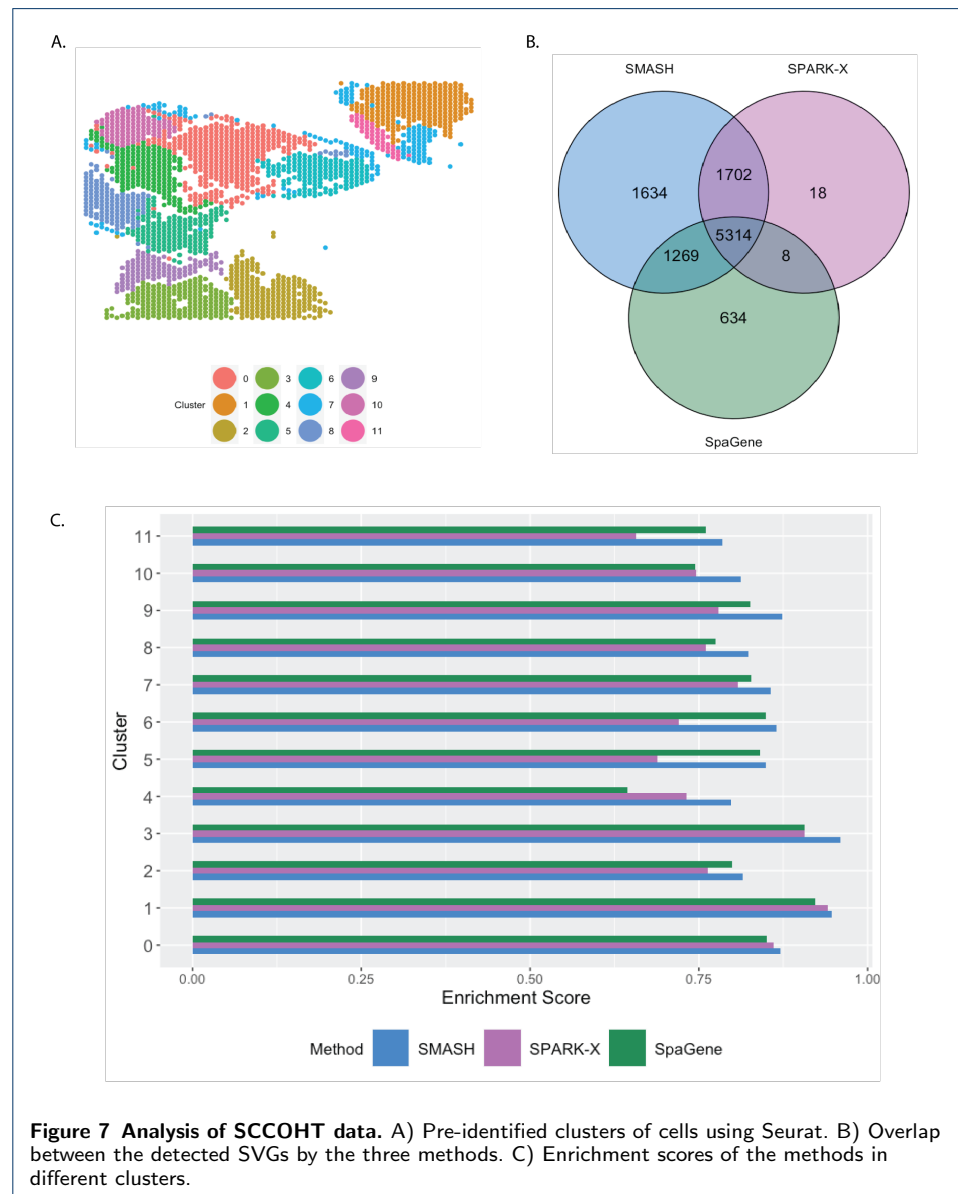 A.
Cluster
0 3 6 9
1 4 7 10
2 5 8 11
B.
SMASH SPARK-X
1634 1702 18
5314
1269 8
634
SpaGene
C.
Cluster
11
10
9
8
7
6
5
4
3
2
1
0
0.00 0.25 0.50 0.75 1.00
Enrichment Score
Method SMASH SPARK-X SpaGene
Figure 7 Analysis of SCCOHT data. A) Pre-identified clusters of cells using Seurat. B) Overlap
between the detected SVGs by the three methods. C) Enrichment scores of the methods in
different clusters.